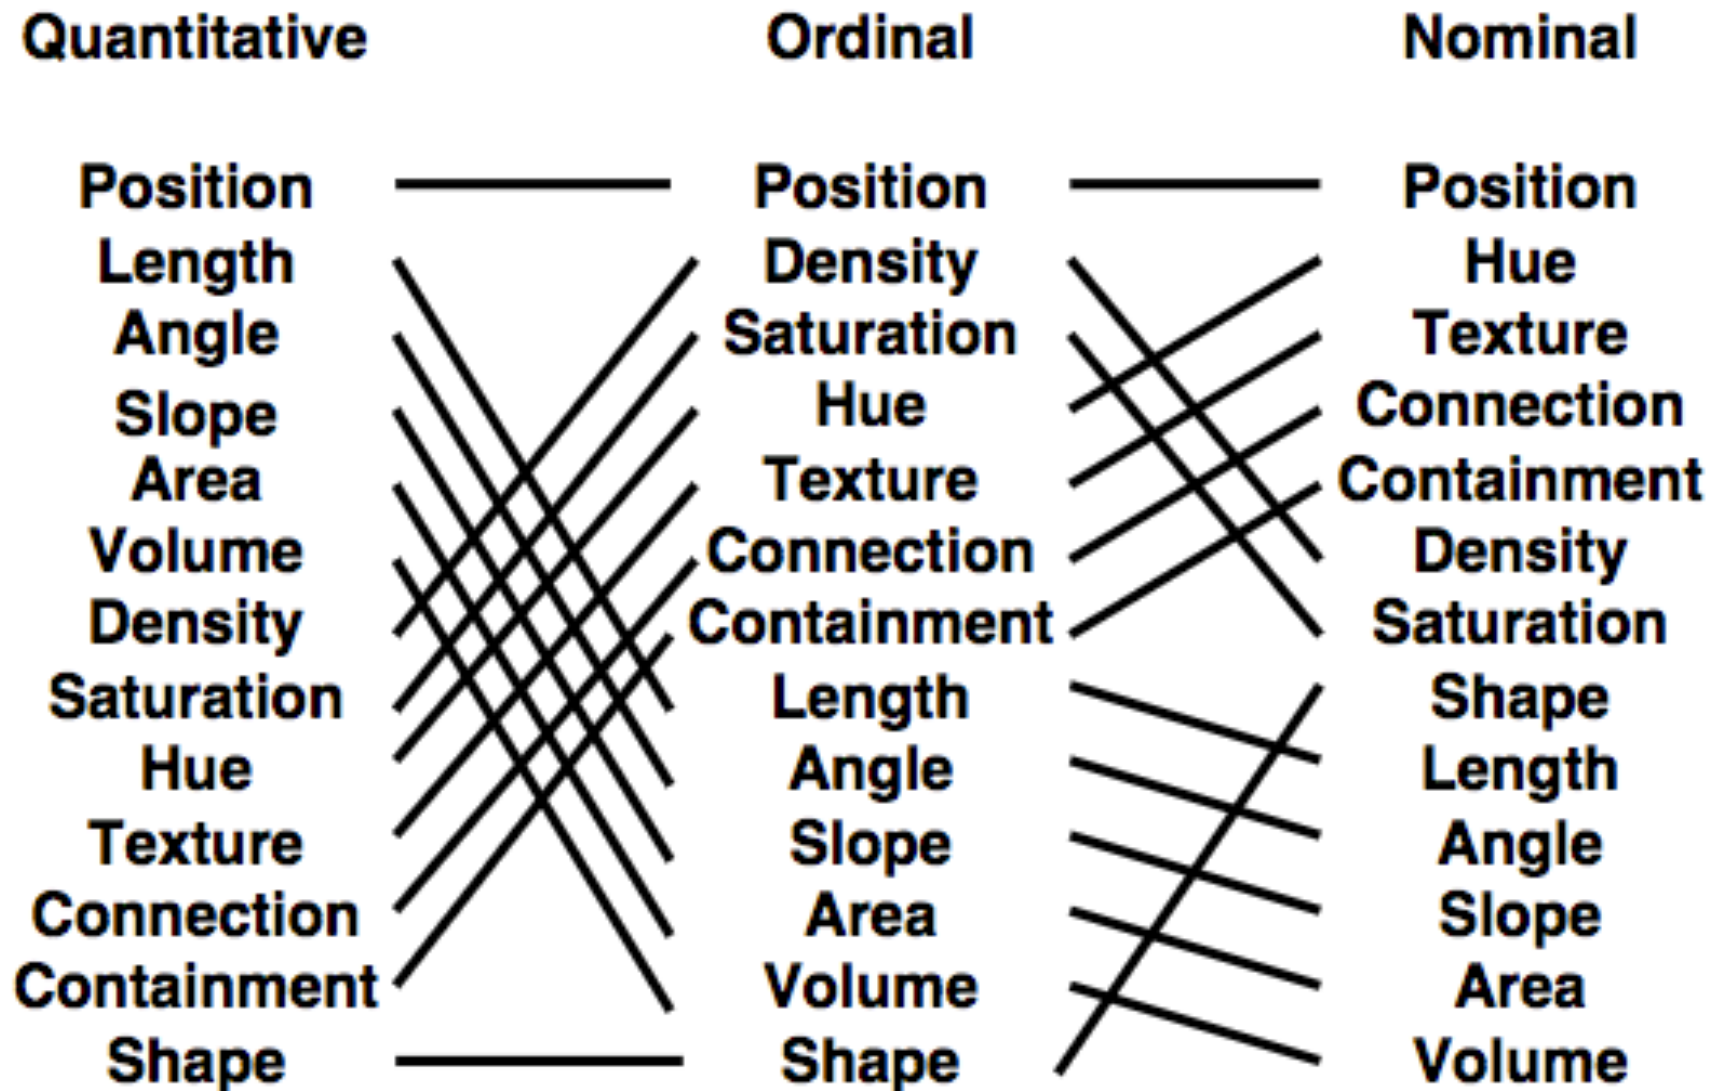 Quantitative Ordinal Nominal
Position Position Position
Length Density Hue
Angle Saturation Texture
Slope Hue Connection
Area Texture Containment
Volume Connection Density
Density Containment Saturation
Saturation Length Shape
Hue Angle Length
Texture Slope Angle
Connection Area Slope
Containment Volume Area
Shape Shape Volume